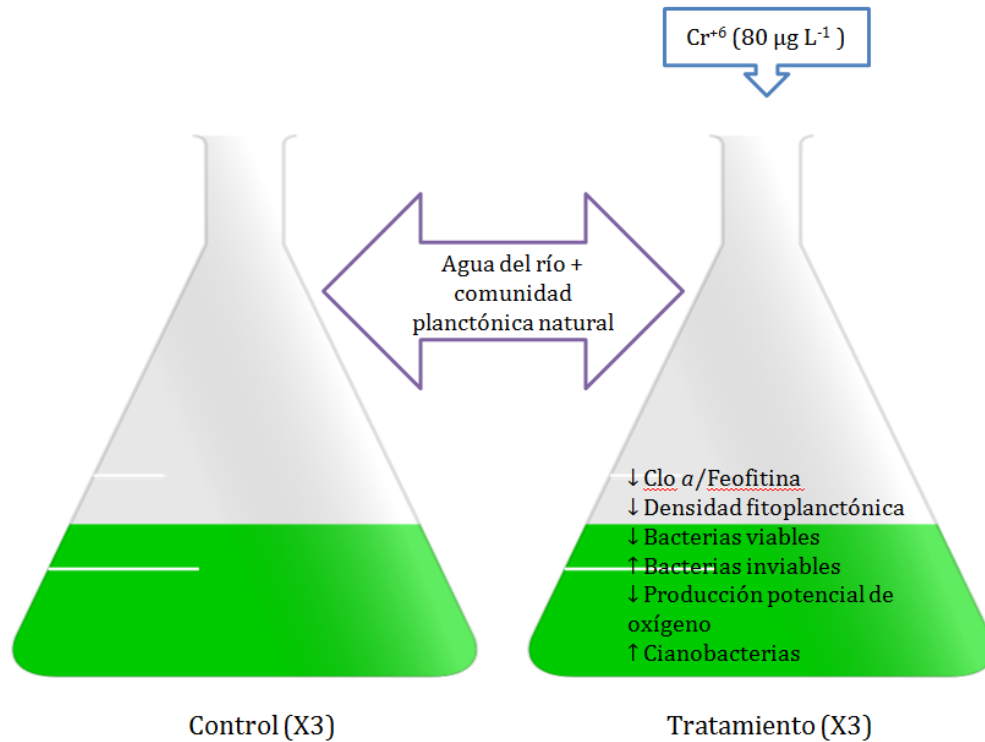 Cr+6 (80 µg L-1 )
Agua del río +
comunidad
planctónica natural
↓ Clo a/Feofitina
↓ Densidad fitoplanctónica
↓ Bacterias viables
↑ Bacterias inviables
↓ Producción potencial de
oxígeno
↑ Cianobacterias
Control (X3)
Tratamiento (X3)